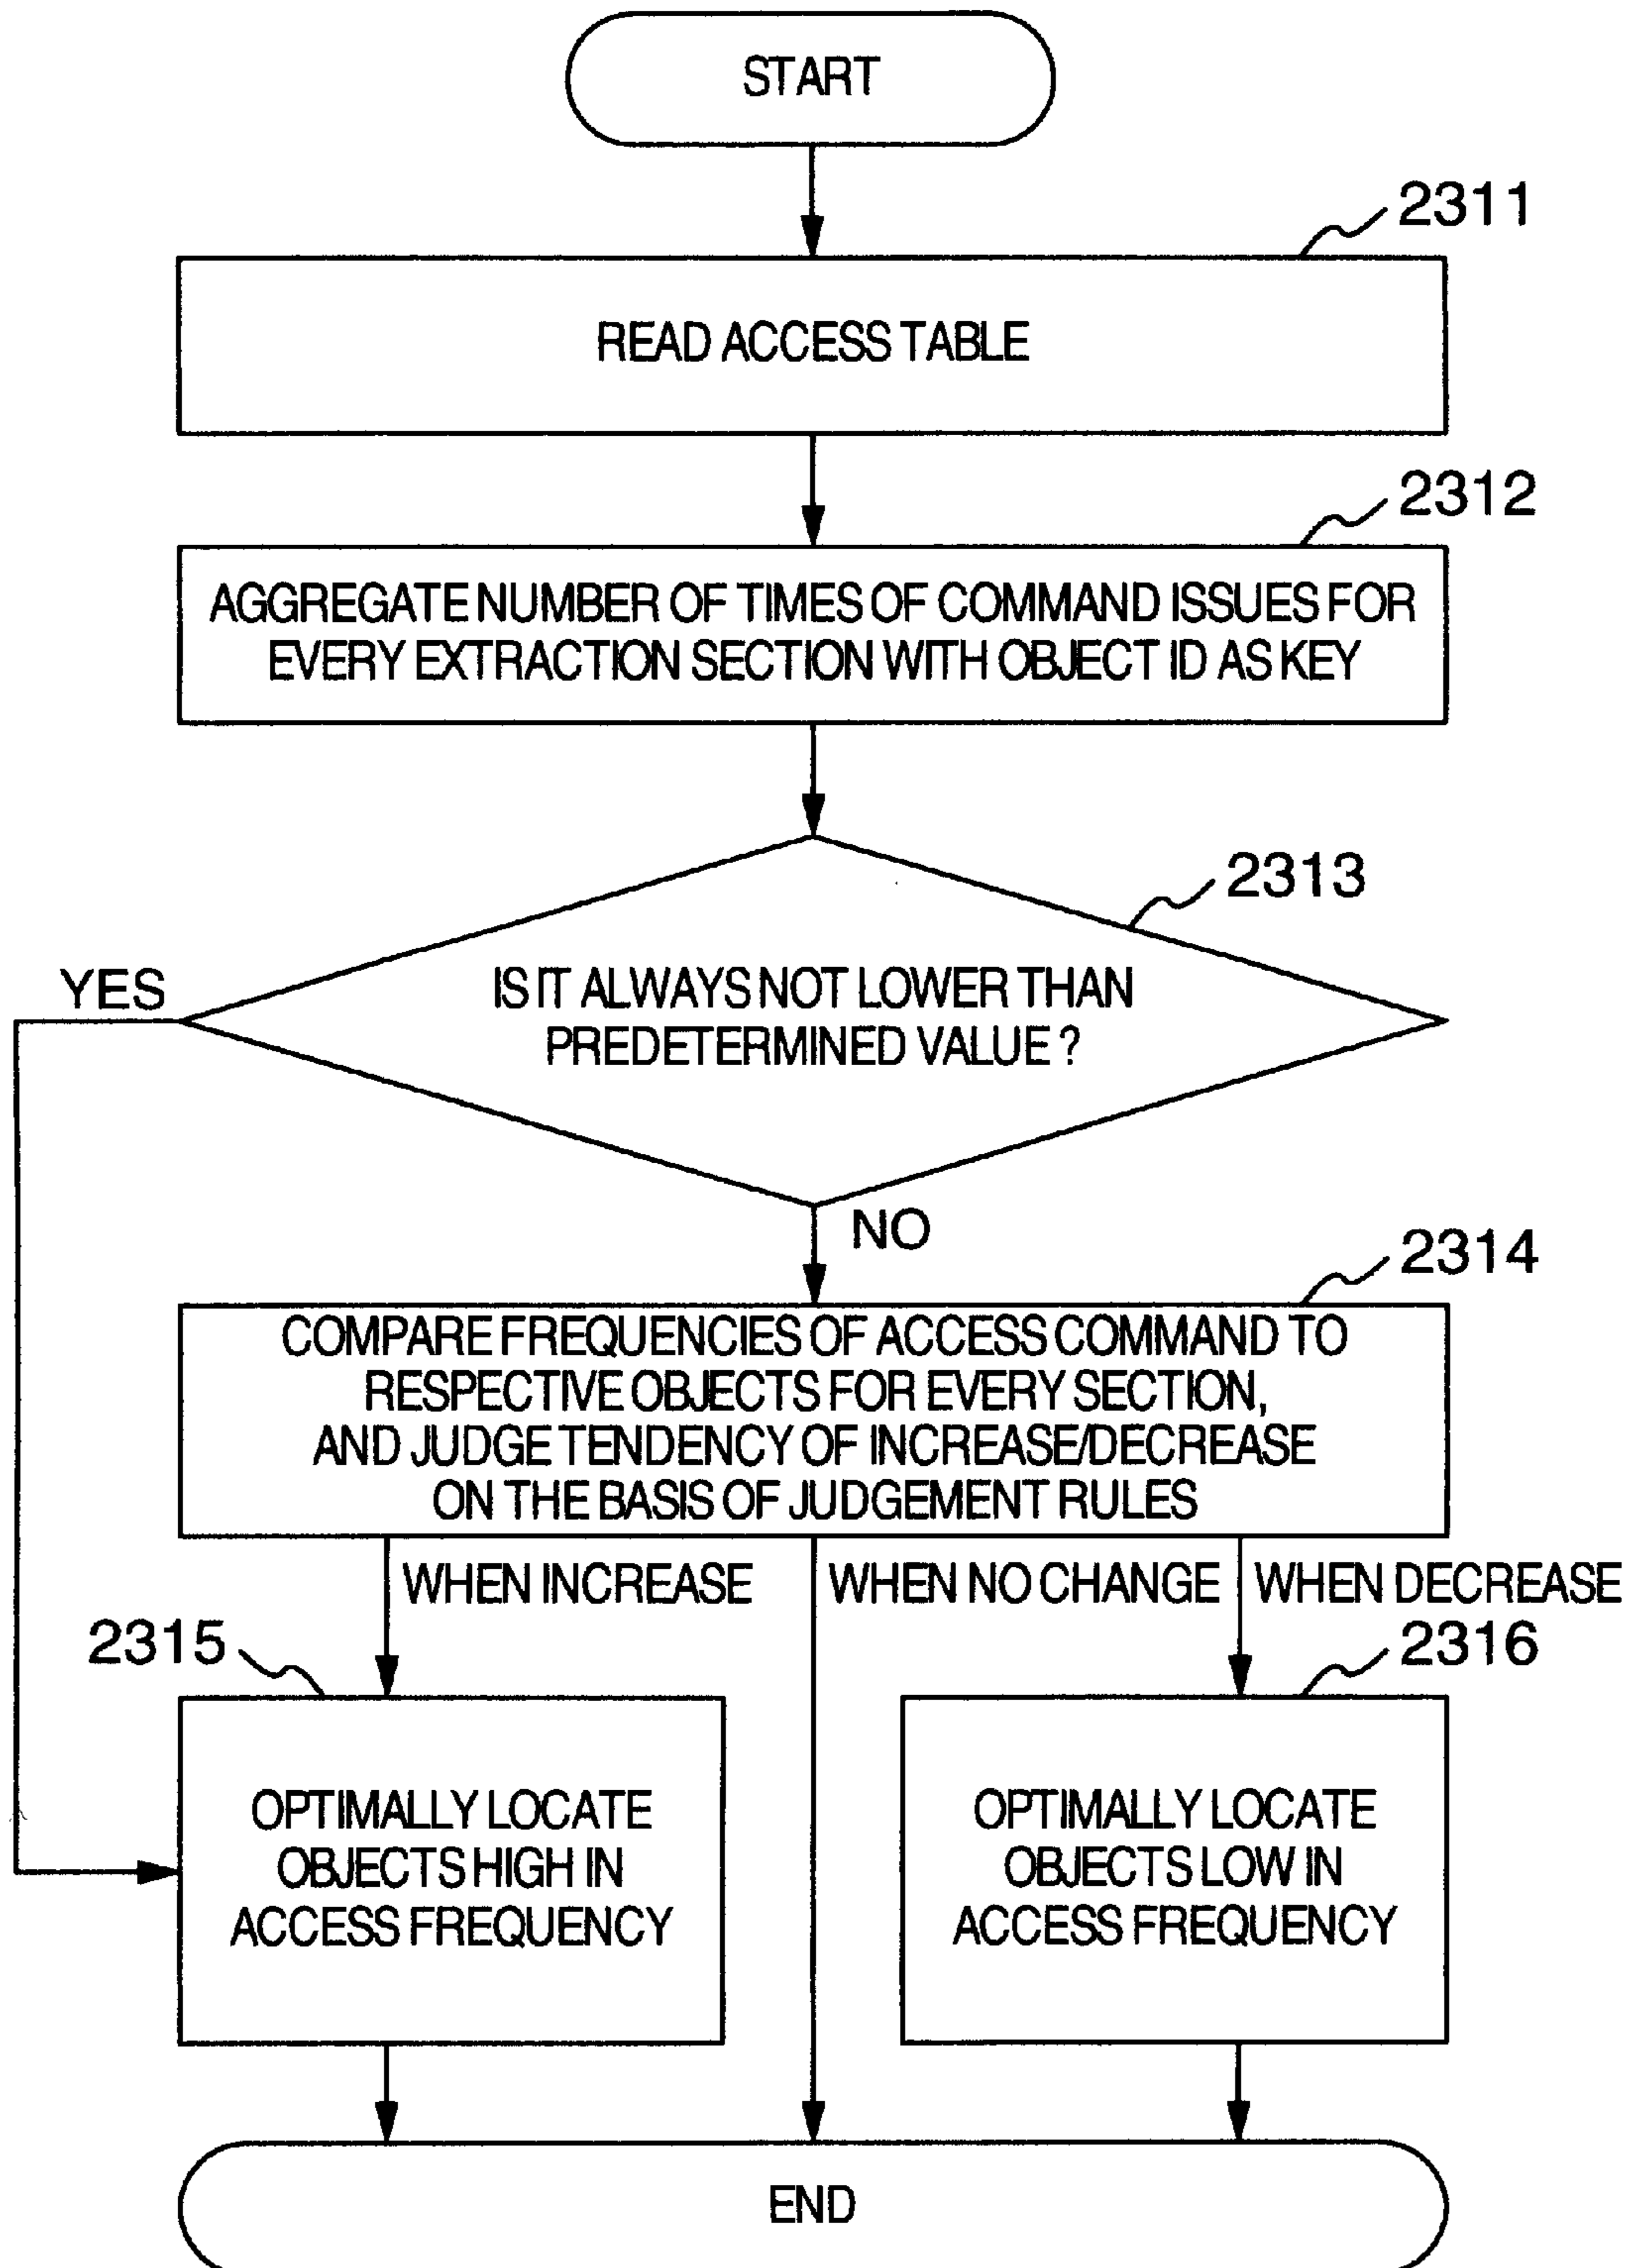 START
2311
READ ACCESS TABLE
2312
AGGREGATE NUMBER OF TIMES OF COMMAND ISSUES FOR
EVERY EXTRACTION SECTION WITH OBJECT ID AS KEY
2313
YES
IS IT ALWAYS NOT LOWER THAN
PREDETERMINED VALUE ?
NO
2314
COMPARE FREQUENCIES OF ACCESS COMMAND TO
RESPECTIVE OBJECTS FOR EVERY SECTION,
AND JUDGE TENDENCY OF INCREASE/DECREASE
ON THE BASIS OF JUDGEMENT RULES
WHEN INCREASE
WHEN NO CHANGE
WHEN DECREASE
2315
2316
OPTIMALLY LOCATE
OBJECTS HIGH IN
ACCESS FREQUENCY
OPTIMALLY LOCATE
OBJECTS LOW IN
ACCESS FREQUENCY
END